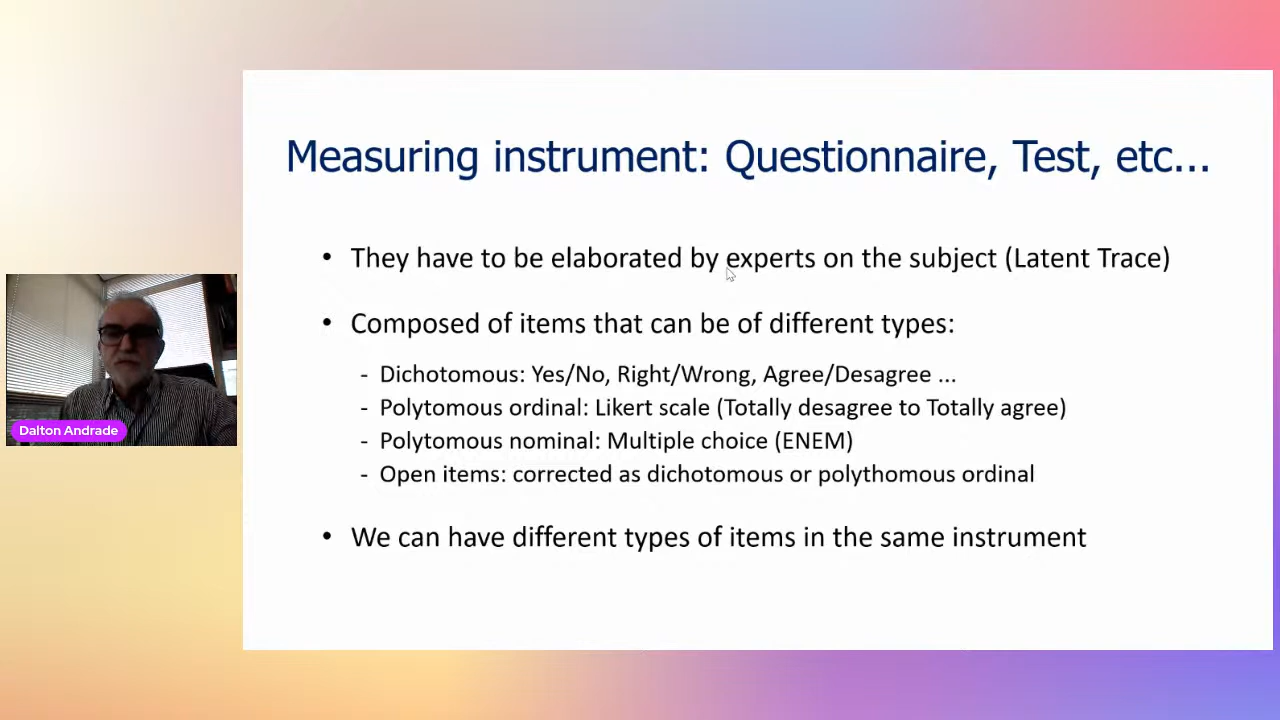 Measuring instrument: Questionnaire, Test, etc...
• They have to be elaborated by experts on the subject (Latent Trace)
• Composed of items that can be of different types:
- Dichotomous: Yes/No, Right/Wrong, Agree/Desagree ...
- Polytomous ordinal: Likert scale (Totally desagree to Totally agree)
- Polytomous nominal: Multiple choice (ENEM)
- Open items: corrected as dichotomous or polythomous ordinal
• We can have different types of items in the same instrument
Dalton Andrade